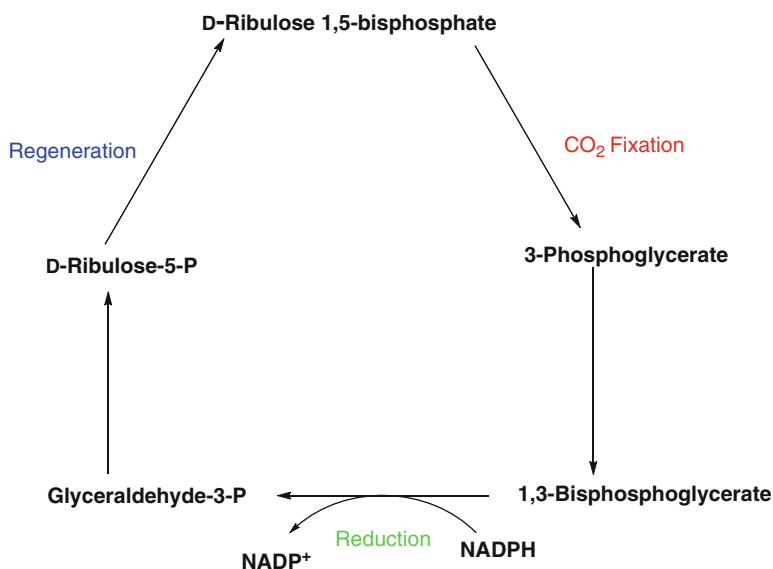 D-Ribulose 1,5-bisphosphate
Regeneration
CO₂ Fixation
D-Ribulose-5-P
3-Phosphoglycerate
Glyceraldehyde-3-P
1,3-Bisphosphoglycerate
Reduction
NADP⁺
NADPH